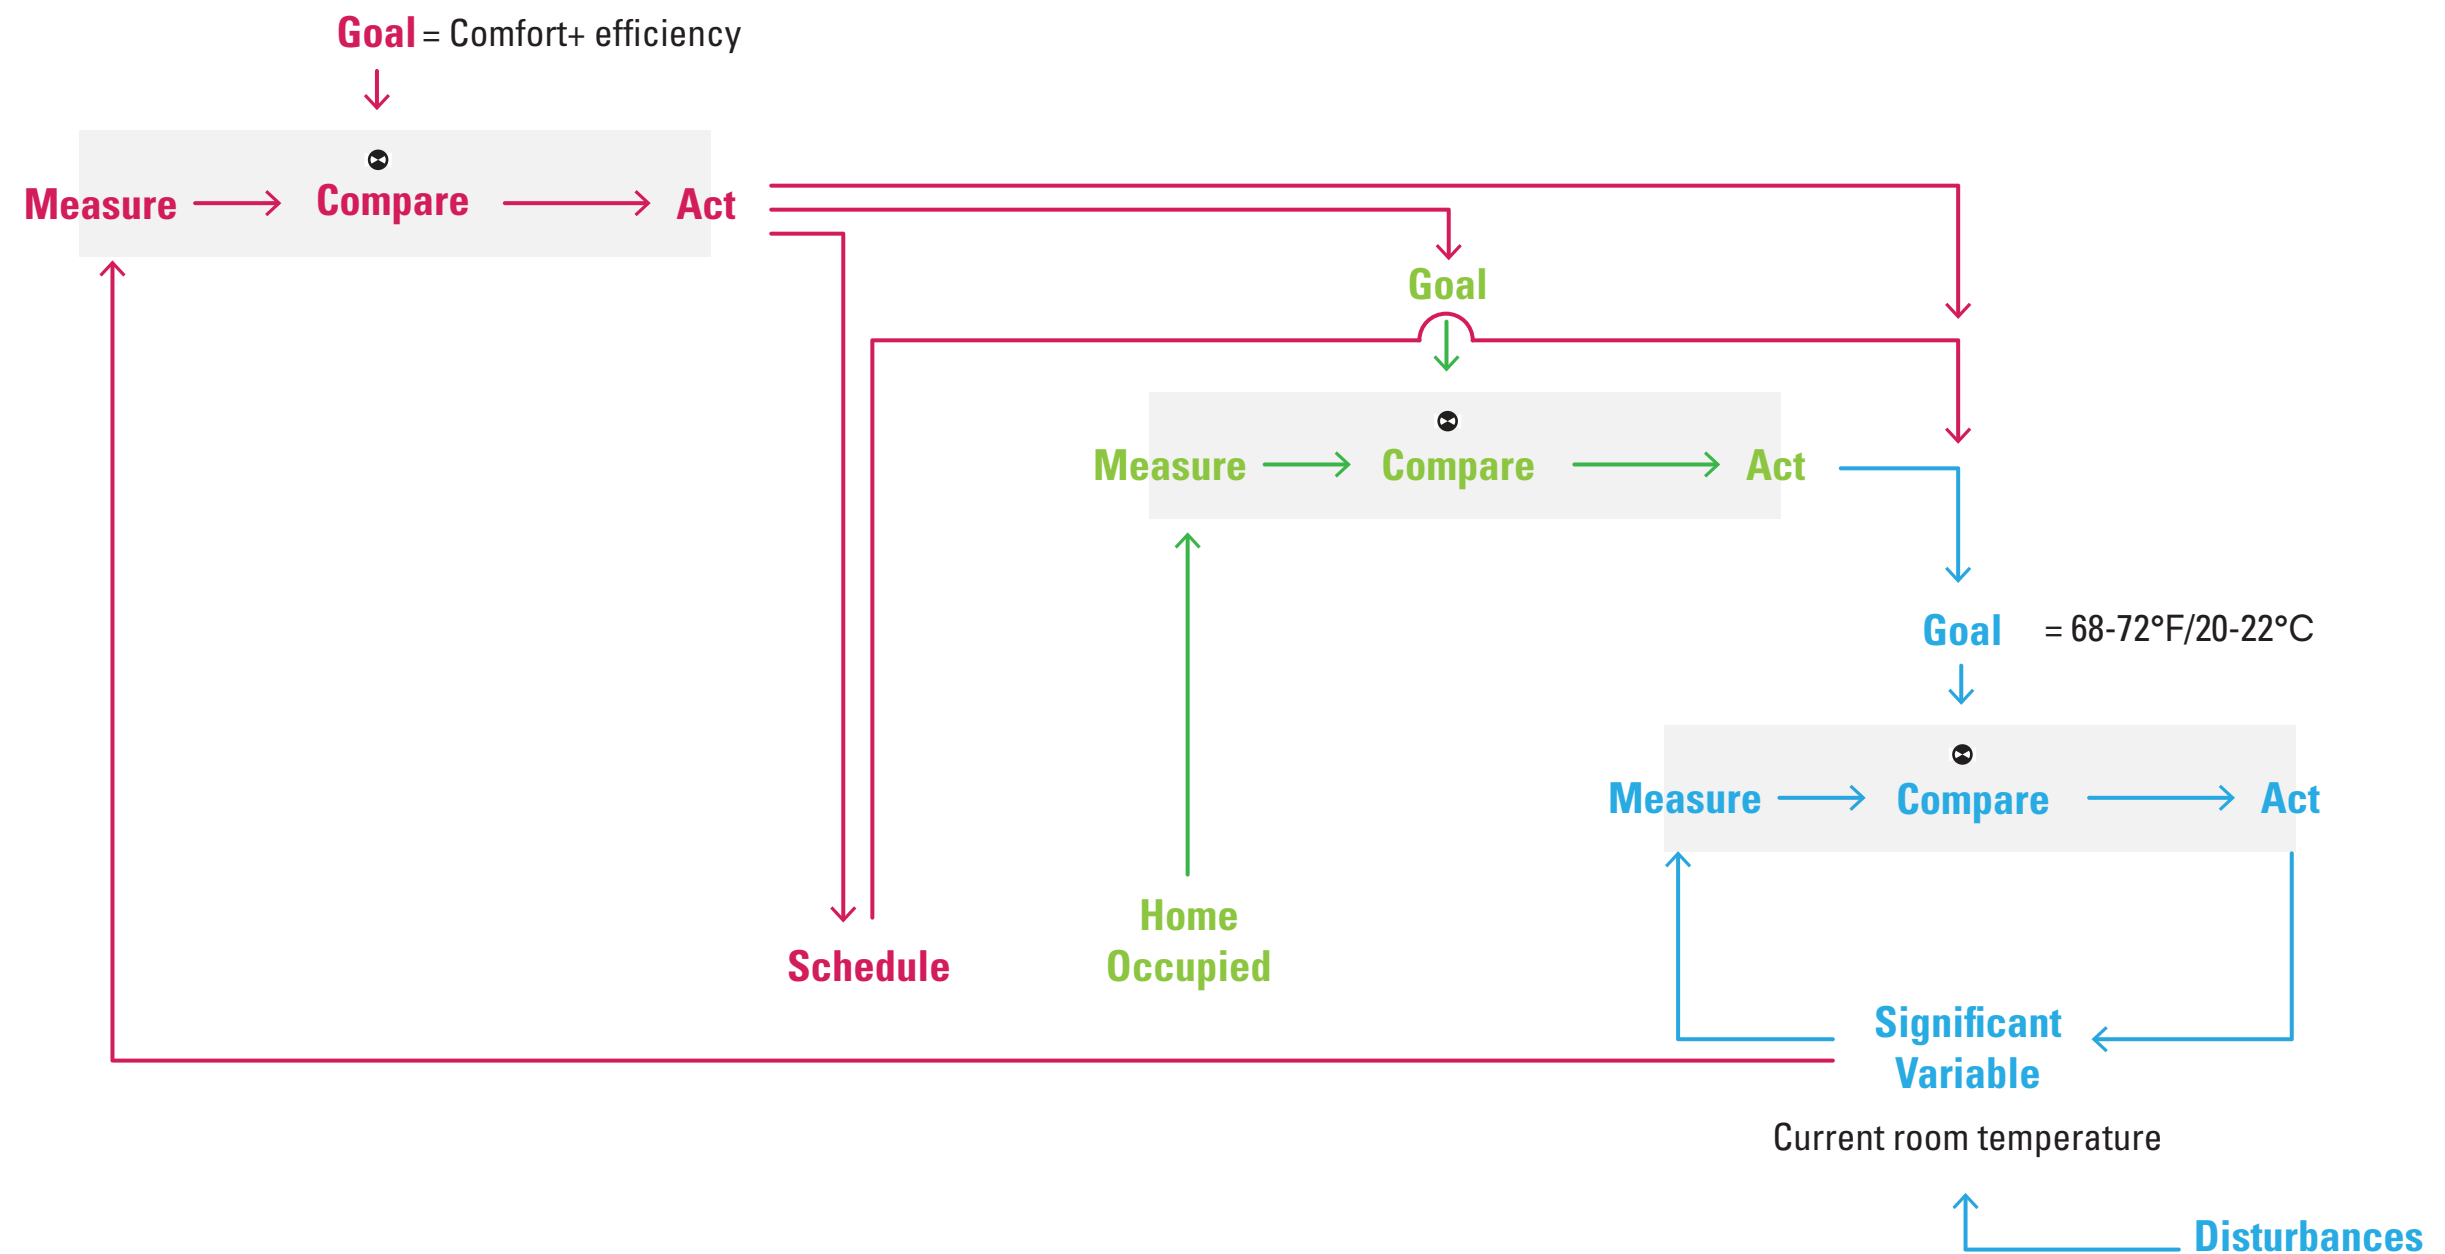 Goal = Comfort+ efficiency
Measure Compare Act
Goal
Measure Compare Act
Goal = 68-72°F/20-22°C
Measure Compare Act
Home
Occupied
Schedule
Significant
Variable
Current room temperature
Disturbances